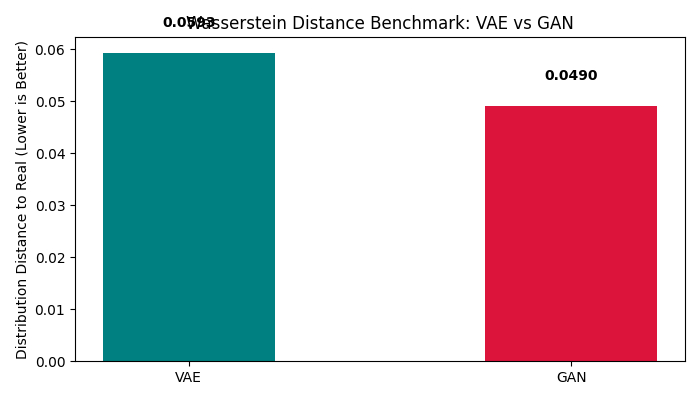 Wasserstein Distance Benchmark: VAE vs GAN
0.0593
0.0490
Distribution Distance to Real (Lower is Better)
0.06
0.05
0.04
0.03
0.02
0.01
0.00
VAE
GAN